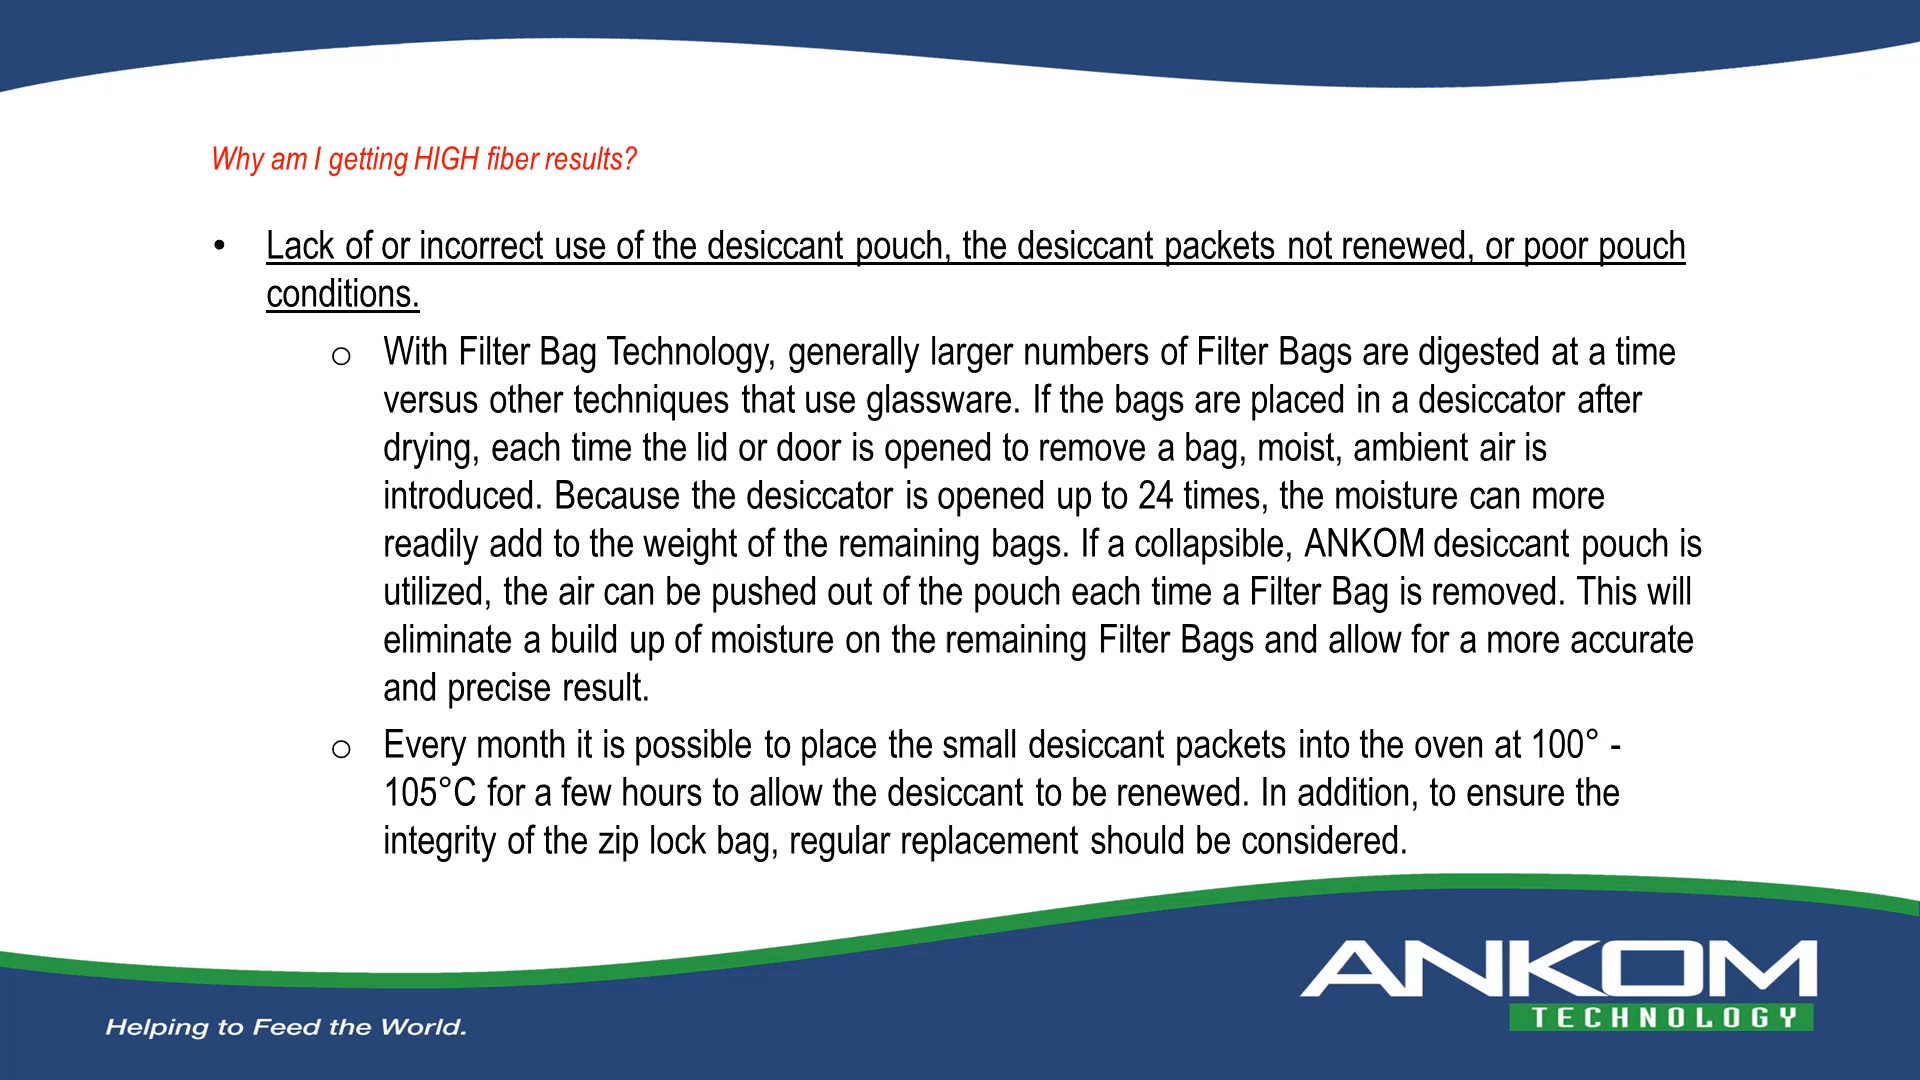 Why am I getting HIGH fiber results?
• Lack of or incorrect use of the desiccant pouch, the desiccant packets not renewed, or poor pouch
conditions.
o With Filter Bag Technology, generally larger numbers of Filter Bags are digested at a time
versus other techniques that use glassware. If the bags are placed in a desiccator after
drying, each time the lid or door is opened to remove a bag, moist, ambient air is
introduced. Because the desiccator is opened up to 24 times, the moisture can more
readily add to the weight of the remaining bags. If a collapsible, ANKOM desiccant pouch is
utilized, the air can be pushed out of the pouch each time a Filter Bag is removed. This will
eliminate a build up of moisture on the remaining Filter Bags and allow for a more accurate
and precise result.
o Every month it is possible to place the small desiccant packets into the oven at 100° -
105°C for a few hours to allow the desiccant to be renewed. In addition, to ensure the
integrity of the zip lock bag, regular replacement should be considered.
Helping to Feed the World.
ANKOM
TECHNOLOGY